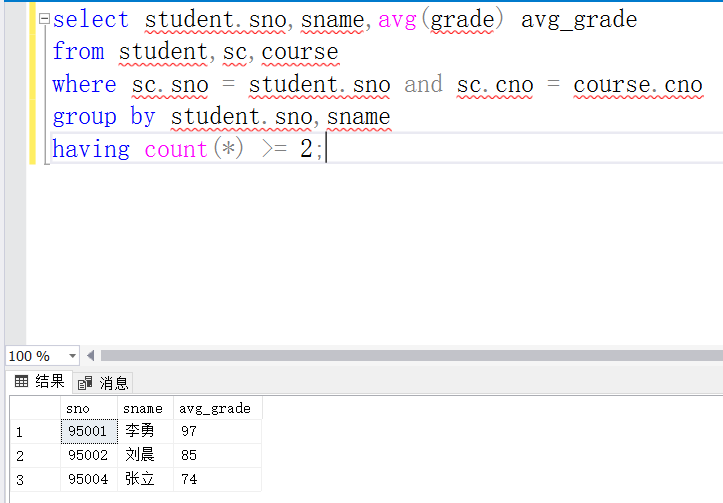 select student.sno,sname,avg(grade) avg_grade
from student,sc,course
where sc.sno = student.sno and sc.cno = course.cno
group by student.sno,sname
having count(*) >= 2;
100 %
结果 消息
sno sname avg_grade
1 95001 李勇 97
2 95002 刘晨 85
3 95004 张立 74